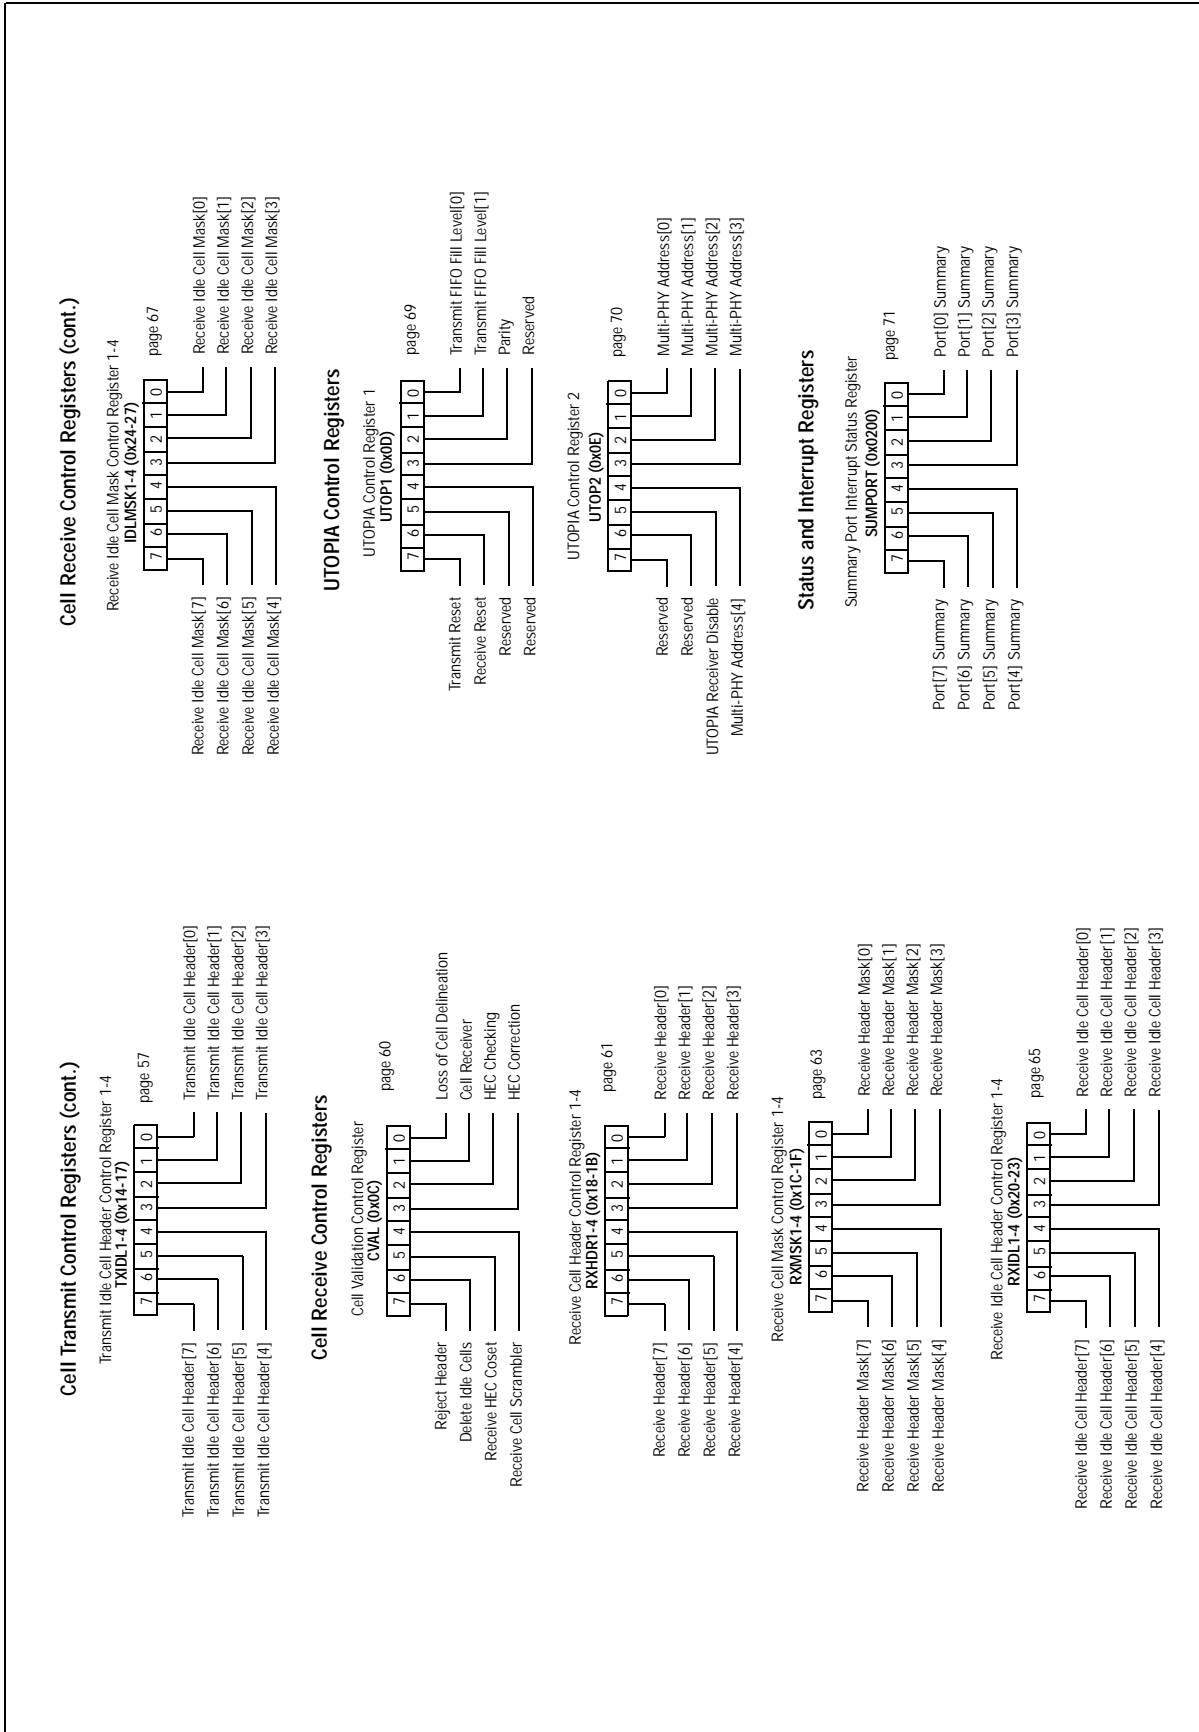 Cell Transmit Control Registers (cont.)
Transmit Idle Cell Header Control Register 1-4
TXIDL1-4 (0x14-17)
7 6 5 4 3 2 1 0 page 57
Transmit Idle Cell Header[7] Transmit Idle Cell Header[0]
Transmit Idle Cell Header[6] Transmit Idle Cell Header[1]
Transmit Idle Cell Header[5] Transmit Idle Cell Header[2]
Transmit Idle Cell Header[4] Transmit Idle Cell Header[3]
Cell Receive Control Registers
Cell Validation Control Register
CVAL (0x0C)
7 6 5 4 3 2 1 0 page 60
Reject Header Loss of Cell Delineation
Delete Idle Cells Cell Receiver
Receive HEC Coset HEC Checking
Receive Cell Scrambler HEC Correction
Receive Cell Header Control Register 1-4
RXHDR1-4 (0x18-1B)
7 6 5 4 3 2 1 0 page 61
Receive Header[7] Receive Header[0]
Receive Header[6] Receive Header[1]
Receive Header[5] Receive Header[2]
Receive Header[4] Receive Header[3]
Receive Cell Mask Control Register 1-4
RXMSK1-4 (0x1C-1F)
7 6 5 4 3 2 1 0 page 63
Receive Header Mask[7] Receive Header Mask[0]
Receive Header Mask[6] Receive Header Mask[1]
Receive Header Mask[5] Receive Header Mask[2]
Receive Header Mask[4] Receive Header Mask[3]
Receive Idle Cell Header Control Register 1-4
RXIDL1-4 (0x20-23)
7 6 5 4 3 2 1 0 page 65
Receive Idle Cell Header[7] Receive Idle Cell Header[0]
Receive Idle Cell Header[6] Receive Idle Cell Header[1]
Receive Idle Cell Header[5] Receive Idle Cell Header[2]
Receive Idle Cell Header[4] Receive Idle Cell Header[3]
Cell Receive Control Registers (cont.)
Receive Idle Cell Mask Control Register 1-4
IDLMSK1-4 (0x24-27)
7 6 5 4 3 2 1 0 page 67
Receive Idle Cell Mask[7] Receive Idle Cell Mask[0]
Receive Idle Cell Mask[6] Receive Idle Cell Mask[1]
Receive Idle Cell Mask[5] Receive Idle Cell Mask[2]
Receive Idle Cell Mask[4] Receive Idle Cell Mask[3]
UTOPIA Control Registers
UTOPIA Control Register 1
UTOP1 (0x0D)
7 6 5 4 3 2 1 0 page 69
Transmit Reset Transmit FIFO Fill Level[0]
Receive Reset Transmit FIFO Fill Level[1]
Reserved Parity
Reserved Reserved
UTOPIA Control Register 2
UTOP2 (0x0E)
7 6 5 4 3 2 1 0 page 70
Reserved Multi-PHY Address[0]
Reserved Multi-PHY Address[1]
UTOPIA Receiver Disable Multi-PHY Address[2]
Multi-PHY Address[4] Multi-PHY Address[3]
Status and Interrupt Registers
Summary Port Interrupt Status Register
SUMPORT (0x0200)
7 6 5 4 3 2 1 0 page 71
Port[7] Summary Port[0] Summary
Port[6] Summary Port[1] Summary
Port[5] Summary Port[2] Summary
Port[4] Summary Port[3] Summary